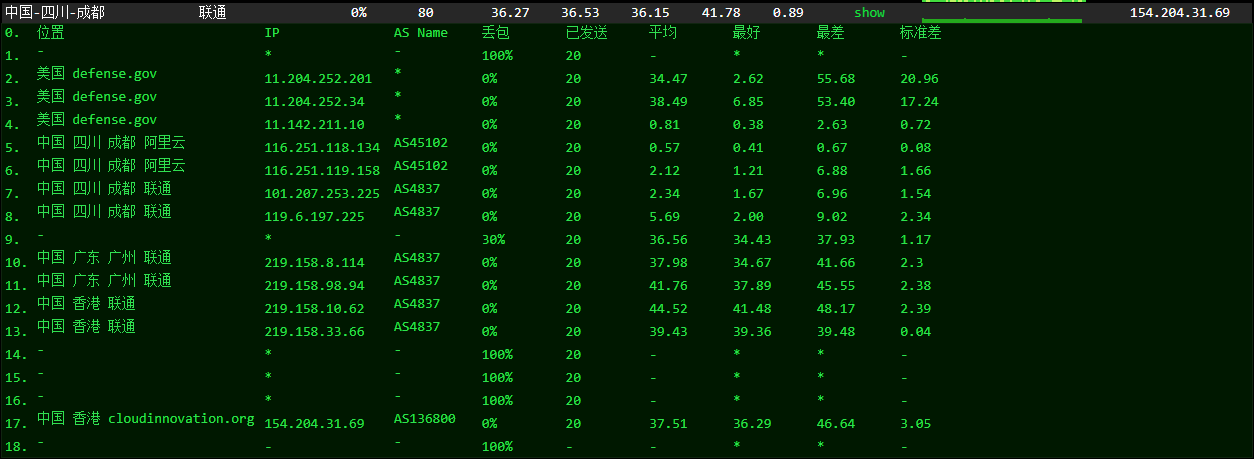 中国-四川-成都 联通 0% 80 36.27 36.53 36.15 41.78 0.89 show 154.204.31.69
0. 位置 IP AS Name 丢包 已发送 平均 最好 最差 标准差
1. - * - 100% 20 - * * -
2. 美国 defense.gov 11.204.252.201 * 0% 20 34.47 2.62 55.68 20.96
3. 美国 defense.gov 11.204.252.34 * 0% 20 38.49 6.85 53.40 17.24
4. 美国 defense.gov 11.142.211.10 * 0% 20 0.81 0.38 2.63 0.72
5. 中国 四川 成都 阿里云 116.251.118.134 AS45102 0% 20 0.57 0.41 0.67 0.08
6. 中国 四川 成都 阿里云 116.251.119.158 AS45102 0% 20 2.12 1.21 6.88 1.66
7. 中国 四川 成都 联通 101.207.253.225 AS4837 0% 20 2.34 1.67 6.96 1.54
8. 中国 四川 成都 联通 119.6.197.225 AS4837 0% 20 5.69 2.00 9.02 2.34
9. - * - 30% 20 36.56 34.43 37.93 1.17
10. 中国 广东 广州 联通 219.158.8.114 AS4837 0% 20 37.98 34.67 41.66 2.3
11. 中国 广东 广州 联通 219.158.98.94 AS4837 0% 20 41.76 37.89 45.55 2.38
12. 中国 香港 联通 219.158.10.62 AS4837 0% 20 44.52 41.48 48.17 2.39
13. 中国 香港 联通 219.158.33.66 AS4837 0% 20 39.43 39.36 39.48 0.04
14. - * - 100% 20 - * * -
15. - * - 100% 20 - * * -
16. - * - 100% 20 - * * -
17. 中国 香港 cloudinnovation.org 154.204.31.69 AS136800 0% 20 37.51 36.29 46.64 3.05
18. - - - 100% - - * * -